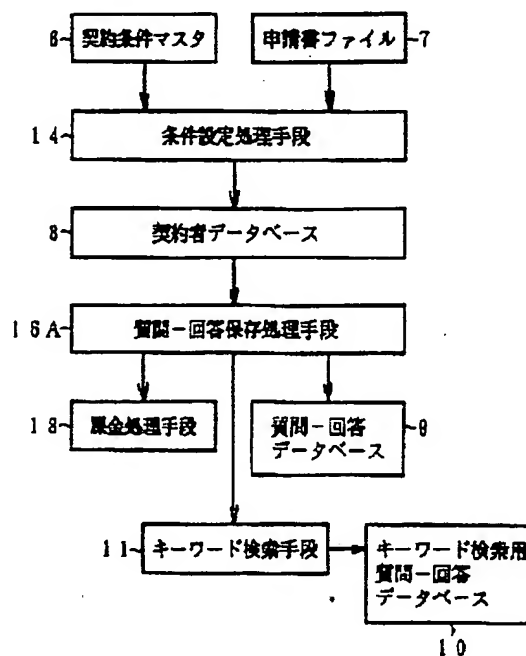 6 契約条件マスタ
申請書ファイル 7
14 条件設定処理手段
8 契約者データベース
16A 質問－回答保存処理手段
18 課金処理手段
質問－回答 9
データベース
11 キーワード検索手段
キーワード検索用
質問－回答
データベース
10